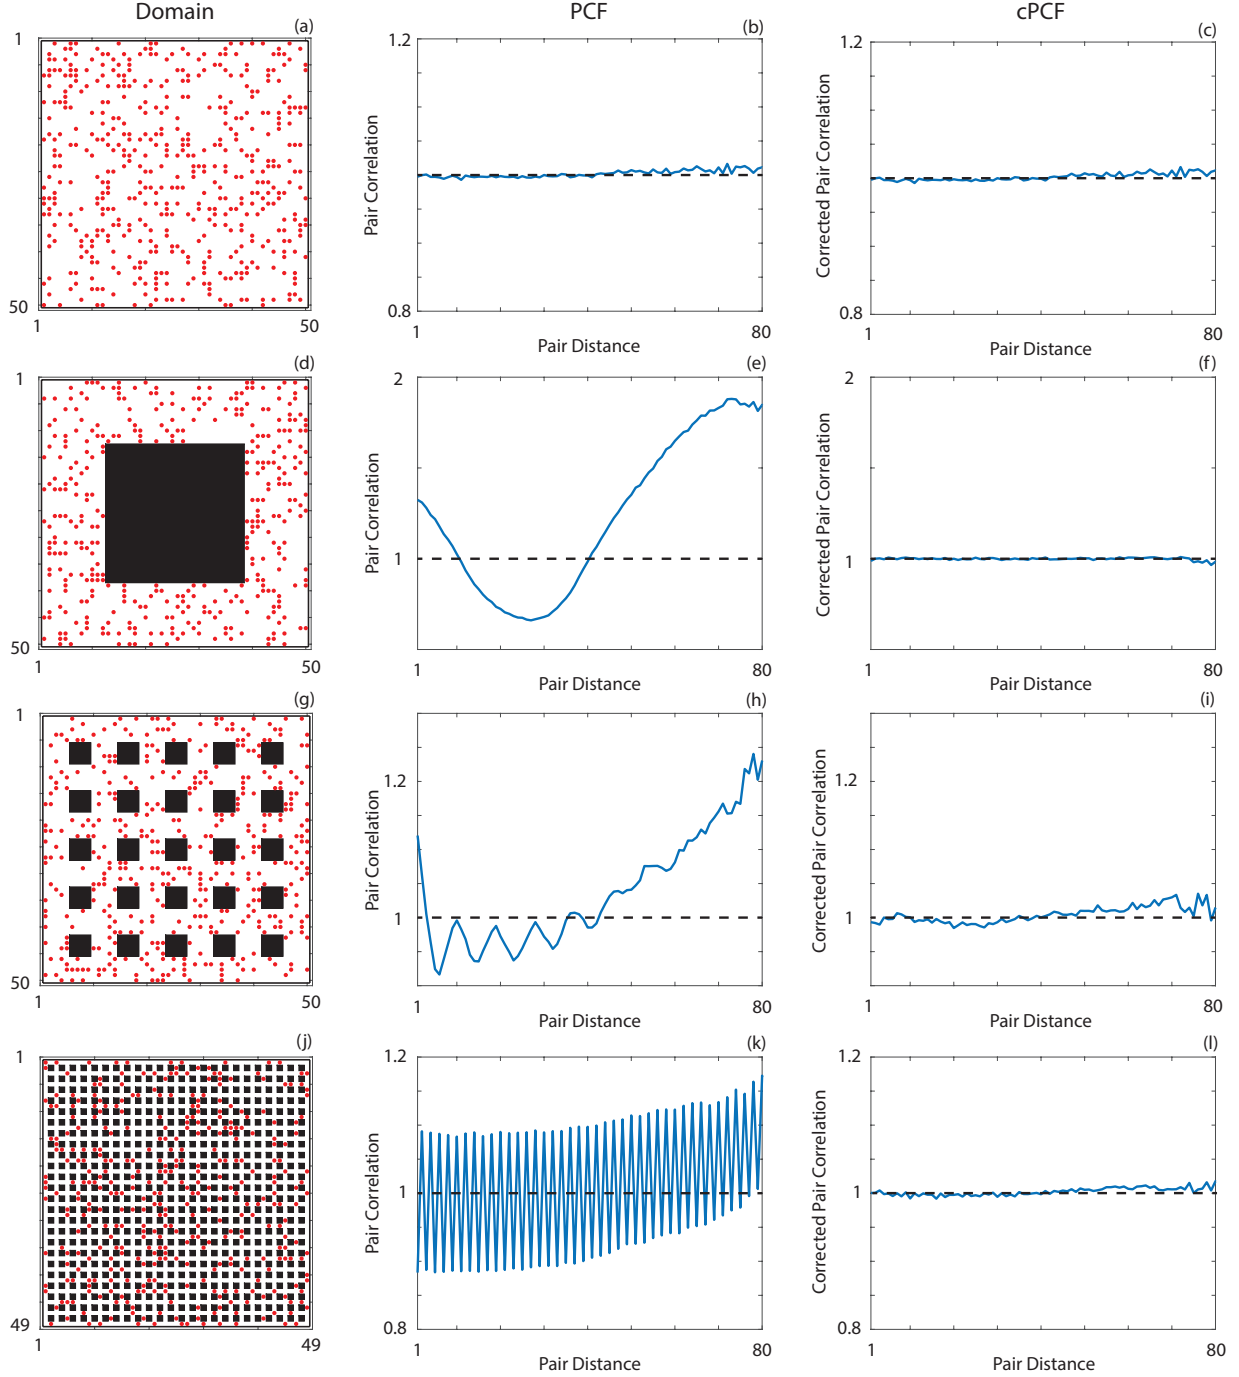 Domain PCF cPCF
(a) (b) (c)
1 1.2 1.2
Pair Correlation
Corrected Pair Correlation
50 0.8 0.8
1 50 1 80 1 80
Pair Distance Pair Distance
(d) (e) (f)
1 2 2
Pair Correlation
Corrected Pair Correlation
1 1
50
1 50 1 80 1 80
Pair Distance Pair Distance
(g) (h) (i)
1
1.2 1.2
Pair Correlation
Corrected Pair Correlation
1 1
50
1 50 1 80 1 80
Pair Distance Pair Distance
(j) (k) (l)
1 1.2 1.2
Pair Correlation
Corrected Pair Correlation
1 1
49 0.8 0.8
1 49 1 80 1 80
Pair Distance Pair Distance